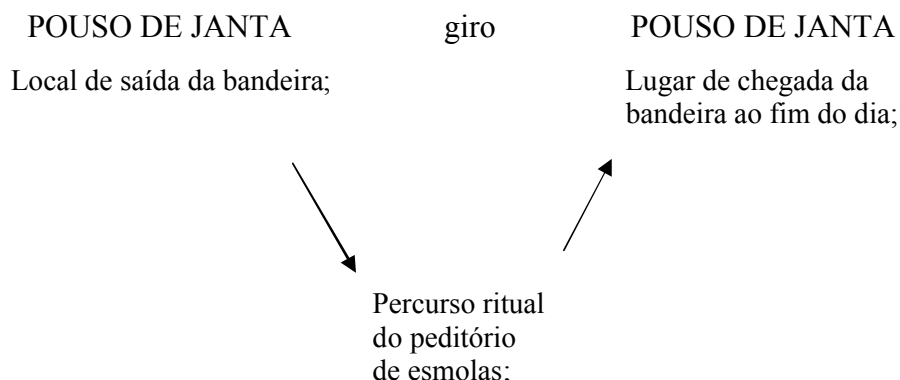 POUSO DE JANTA giro POUSO DE JANTA
Local de saída da bandeira;
Lugar de chegada da
bandeira ao fim do dia;
Percurso ritual
do peditório
de esmolas;